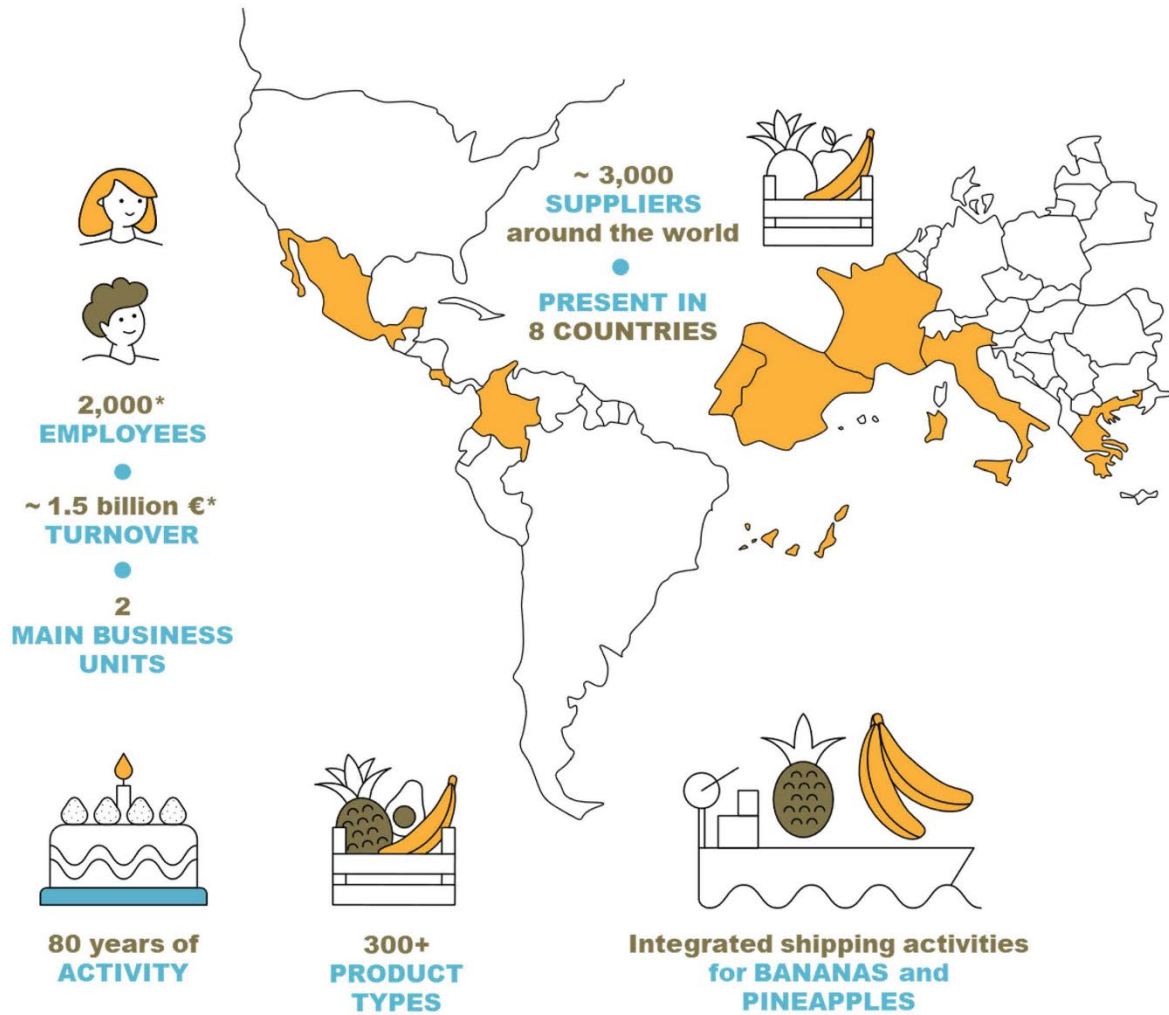 ~ 3,000
SUPPLIERS
around the world
PRESENT IN
8 COUNTRIES
2,000*
EMPLOYEES
~ 1.5 billion €*
TURNOVER
2
MAIN BUSINESS
UNITS
80 years of
ACTIVITY
300+
PRODUCT
TYPES
Integrated shipping activities
for BANANAS and
PINEAPPLES